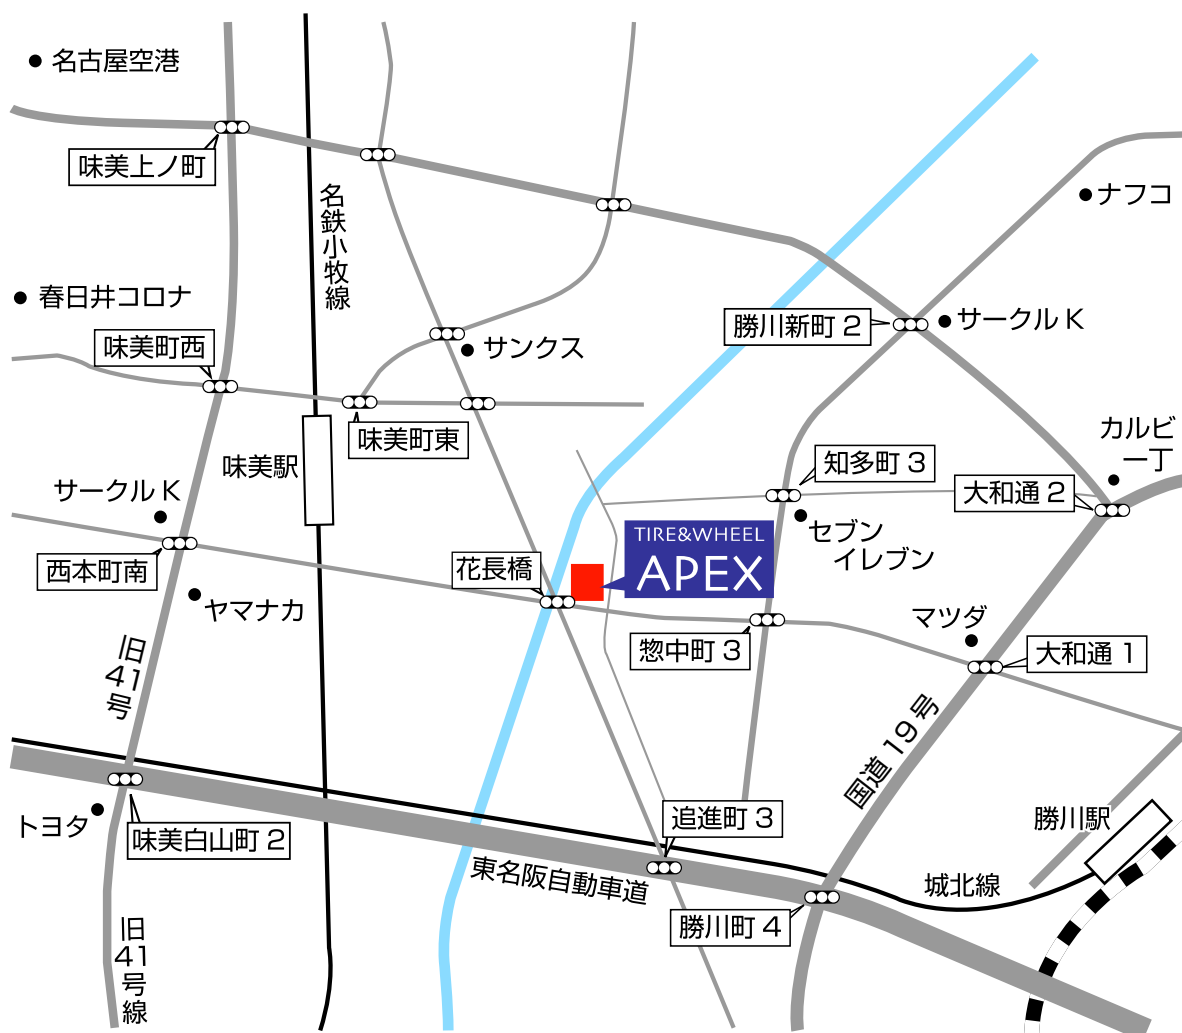 名古屋空港
味美上ノ町
名鉄小牧線
ナフコ
春日井コロナ
勝川新町2
サークルK
味美町西
サンクス
味美町東
カルビ
一丁
味美駅
知多町3
サークルK
大和通2
セブン
イレブン
TIRE&WHEEL
APEX
西本町南
花長橋
ヤマナカ
マツダ
惣中町3
大和通1
旧
41
号
国道19号
トヨタ
味美白山町2
追進町3
勝川駅
東名阪自動車道
城北線
勝川町4
旧
41
号
線